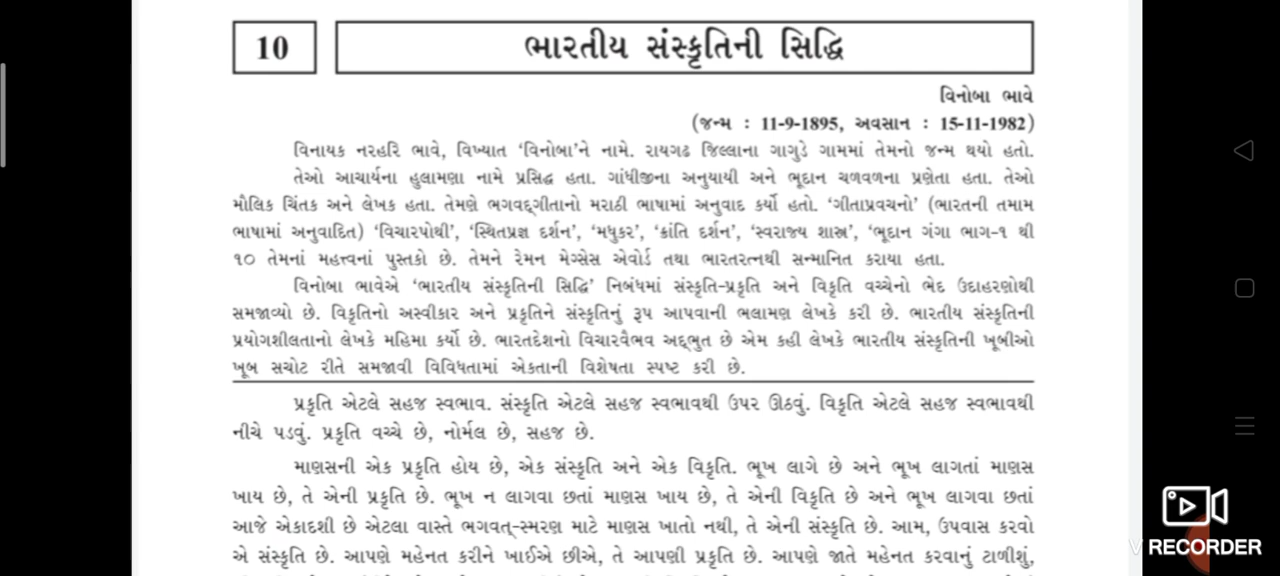 10
ભારતીય સંસ્કૃતિની સિદ્ધિ
વિનોબા ભાવે
(જન્મ : 11-9-1895, અવસાન : 15-11-1982)
વિનાયક નરહરિ ભાવે, વિખ્યાત ‘વિનોબા’ને નામે. રાયગઢ જિલ્લાના ગાગુડે ગામમાં તેમનો જન્મ થયો હતો.
તેઓ આચાર્યના હુલામણા નામે પ્રસિદ્ધ હતા. ગાંધીજીના અનુયાયી અને ભૂદાન ચળવળના પ્રણેતા હતા. તેઓ
મૌલિક ચિંતક અને લેખક હતા. તેમણે ભગવદ્ગીતાનો મરાઠી ભાષામાં અનુવાદ કર્યો હતો. ‘ગીતાપ્રવચનો’ (ભારતની તમામ
ભાષામાં અનુવાદિત) ‘વિચારપોથી’, ‘સ્થિતપ્રજ્ઞ દર્શન’, ‘મધુકર’, ‘ક્રાંતિ દર્શન’, ‘સ્વરાજ્ય શાસ્ત્ર’, ‘ભૂદાન ગંગા ભાગ-૧ થી
૧૦ તેમનાં મહત્ત્વનાં પુસ્તકો છે. તેમને રેમન મેગ્સેસ એવોર્ડ તથા ભારતરત્નથી સન્માનિત કરાયા હતા.
વિનોબા ભાવેએ ‘ભારતીય સંસ્કૃતિની સિદ્ધિ’ નિબંધમાં સંસ્કૃતિ-પ્રકૃતિ અને વિકૃતિ વચ્ચેનો ભેદ ઉદાહરણોથી
સમજાવ્યો છે. વિકૃતિનો અસ્વીકાર અને પ્રકૃતિને સંસ્કૃતિનું રૂપ આપવાની ભલામણ લેખકે કરી છે. ભારતીય સંસ્કૃતિની
પ્રયોગશીલતાનો લેખકે મહિમા કર્યો છે. ભારતદેશનો વિચારવૈભવ અદ્ભુત છે એમ કહી લેખકે ભારતીય સંસ્કૃતિની ખૂબીઓ
ખૂબ સચોટ રીતે સમજાવી વિવિધતામાં એકતાની વિશેષતા સ્પષ્ટ કરી છે.
પ્રકૃતિ એટલે સહજ સ્વભાવ. સંસ્કૃતિ એટલે સહજ સ્વભાવથી ઉપર ઊઠવું. વિકૃતિ એટલે સહજ સ્વભાવથી
નીચે પડવું. પ્રકૃતિ વચ્ચે છે, નોર્મલ છે, સહજ છે.
માણસની એક પ્રકૃતિ હોય છે, એક સંસ્કૃતિ અને એક વિકૃતિ. ભૂખ લાગે છે અને ભૂખ લાગતાં માણસ
ખાય છે, તે એની પ્રકૃતિ છે. ભૂખ ન લાગવા છતાં માણસ ખાય છે, તે એની વિકૃતિ છે અને ભૂખ લાગવા છતાં
આજે એકાદશી છે એટલા વાસ્તે ભગવત્-સ્મરણ માટે માણસ ખાતો નથી, તે એની સંસ્કૃતિ છે. આમ, ઉપવાસ કરવો
એ સંસ્કૃતિ છે. આપણે મહેનત કરીને ખાઈએ છીએ, તે આપણી પ્રકૃતિ છે. આપણે જાતે મહેનત કરવાનું ટાળીશું,
V RECORDER